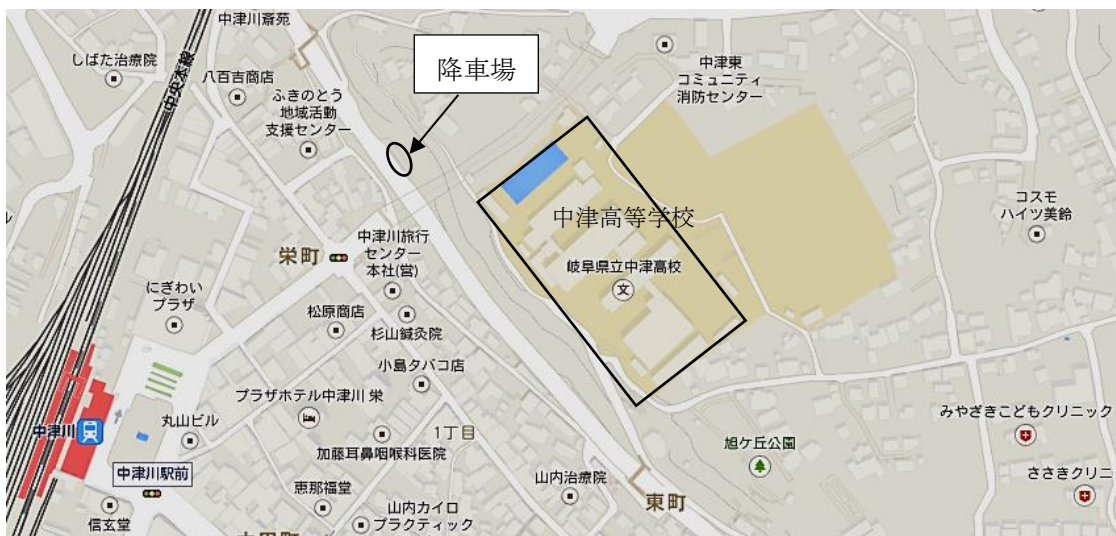 中津川斎苑
しばた治療院
中央本線
八百吉商店
ふきのとう
地域活動
支援センター
降車場
中津東
コミュニティ
消防センター
中津高等学校
岐阜県立中津高校
文
コスモ
ハイツ美鈴
栄町
中津川旅行
センター
本社(営)
にぎわい
プラザ
松原商店
杉山鍼灸院
小島タバコ店
プラザホテル中津川 栄
丸山ビル
中津川
1丁目
加藤耳鼻咽喉科医院
中津川駅前
恵那福堂
信玄堂
山内カイロ
プラクティック
山内治療院
東町
旭ケ丘公園
みやざきこどもクリニック
ささきクリニ